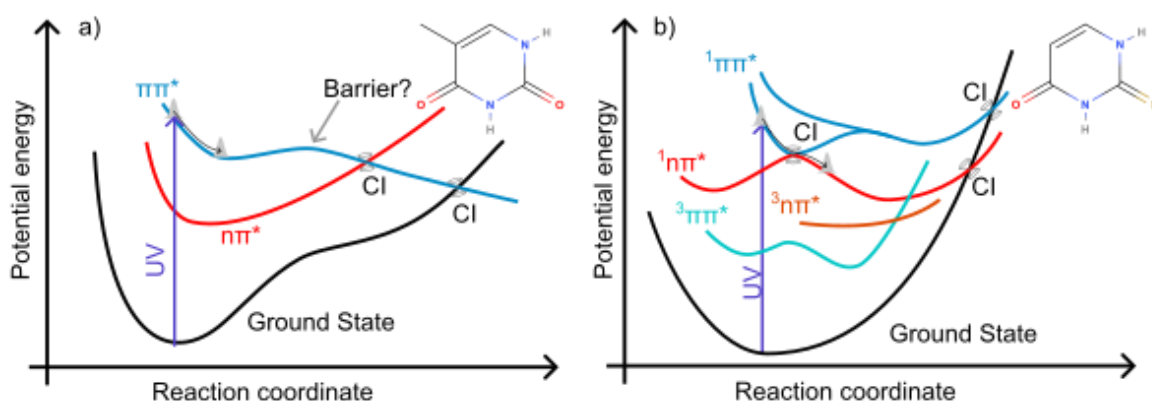 a)
H
N
ππ*
Barrier?
O
N
O
H
CI
CI
nπ*
UV
Ground State
Potential energy
Reaction coordinate
b)
H
¹ππ*
N
CI
O
N
H
CI
¹nπ*
CI
³nπ*
³ππ*
UV
Ground State
Potential energy
Reaction coordinate